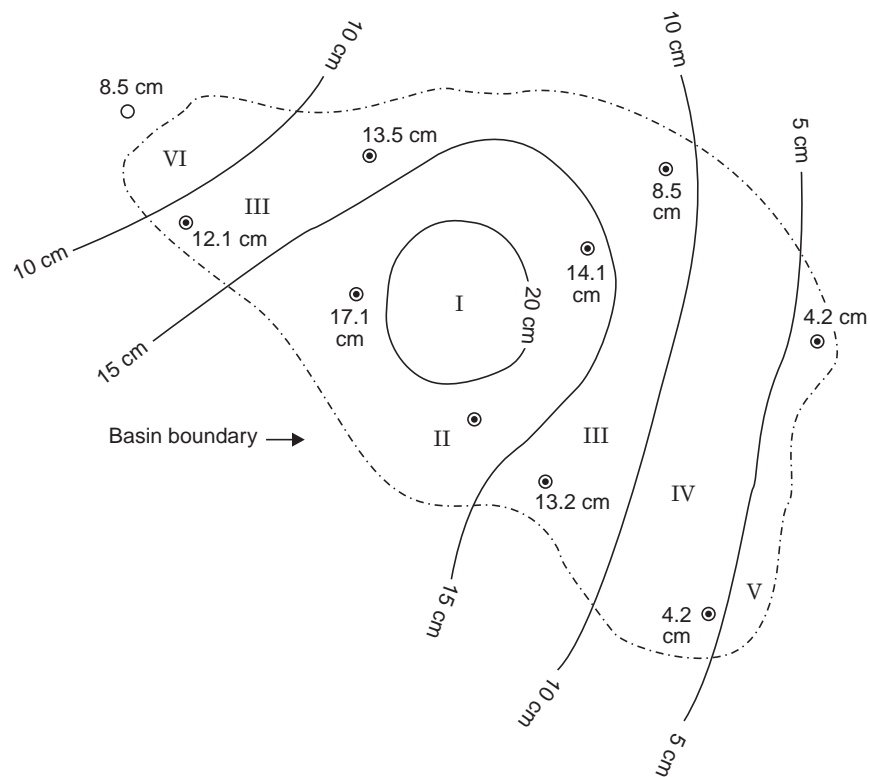 10 cm
10 cm
8.5 cm
13.5 cm
5 cm
VI
III
8.5
cm
12.1 cm
10 cm
14.1
cm
I
20 cm
17.1
cm
4.2 cm
15 cm
Basin boundary
II
III
13.2 cm
IV
15 cm
V
4.2
cm
10 cm
5 cm